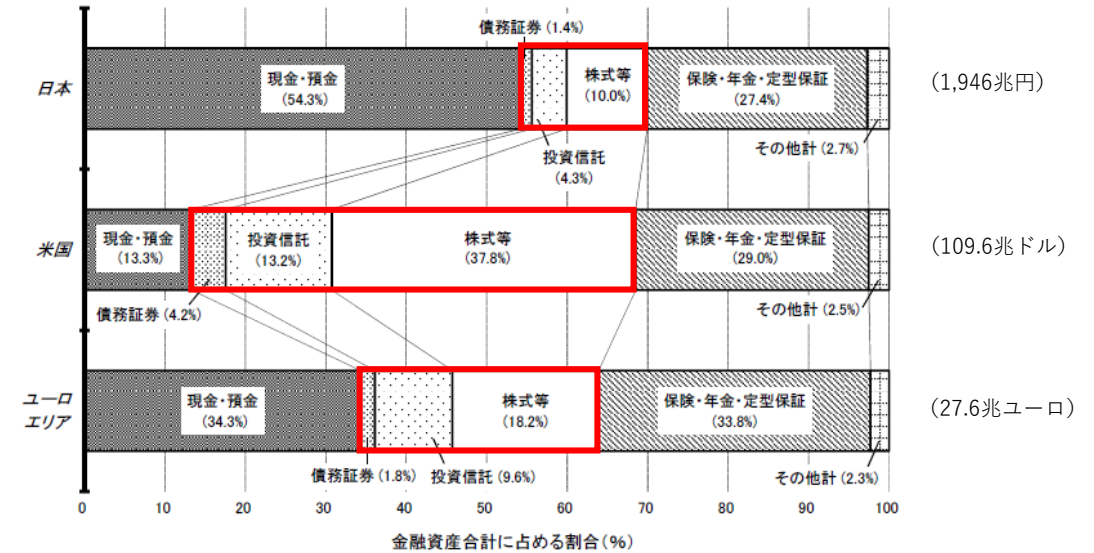 債務証券(1.4%)
日本
現金・預金
(54.3%)
株式等
(10.0%)
保険・年金・定型保証
(27.4%)
(1,946兆円)
投資信託
(4.3%)
その他計(2.7%)
米国
現金・預金
(13.3%)
投資信託
(13.2%)
株式等
(37.8%)
保険・年金・定型保証
(29.0%)
(109.6兆ドル)
債務証券(4.2%)
その他計(2.5%)
ユーロ
エリア
現金・預金
(34.3%)
株式等
(18.2%)
保険・年金・定型保証
(33.8%)
(27.6兆ユーロ)
債務証券(1.8%) 投資信託(9.6%)
その他計(2.3%)
0 10 20 30 40 50 60 70 80 90 100
金融資産合計に占める割合(%)